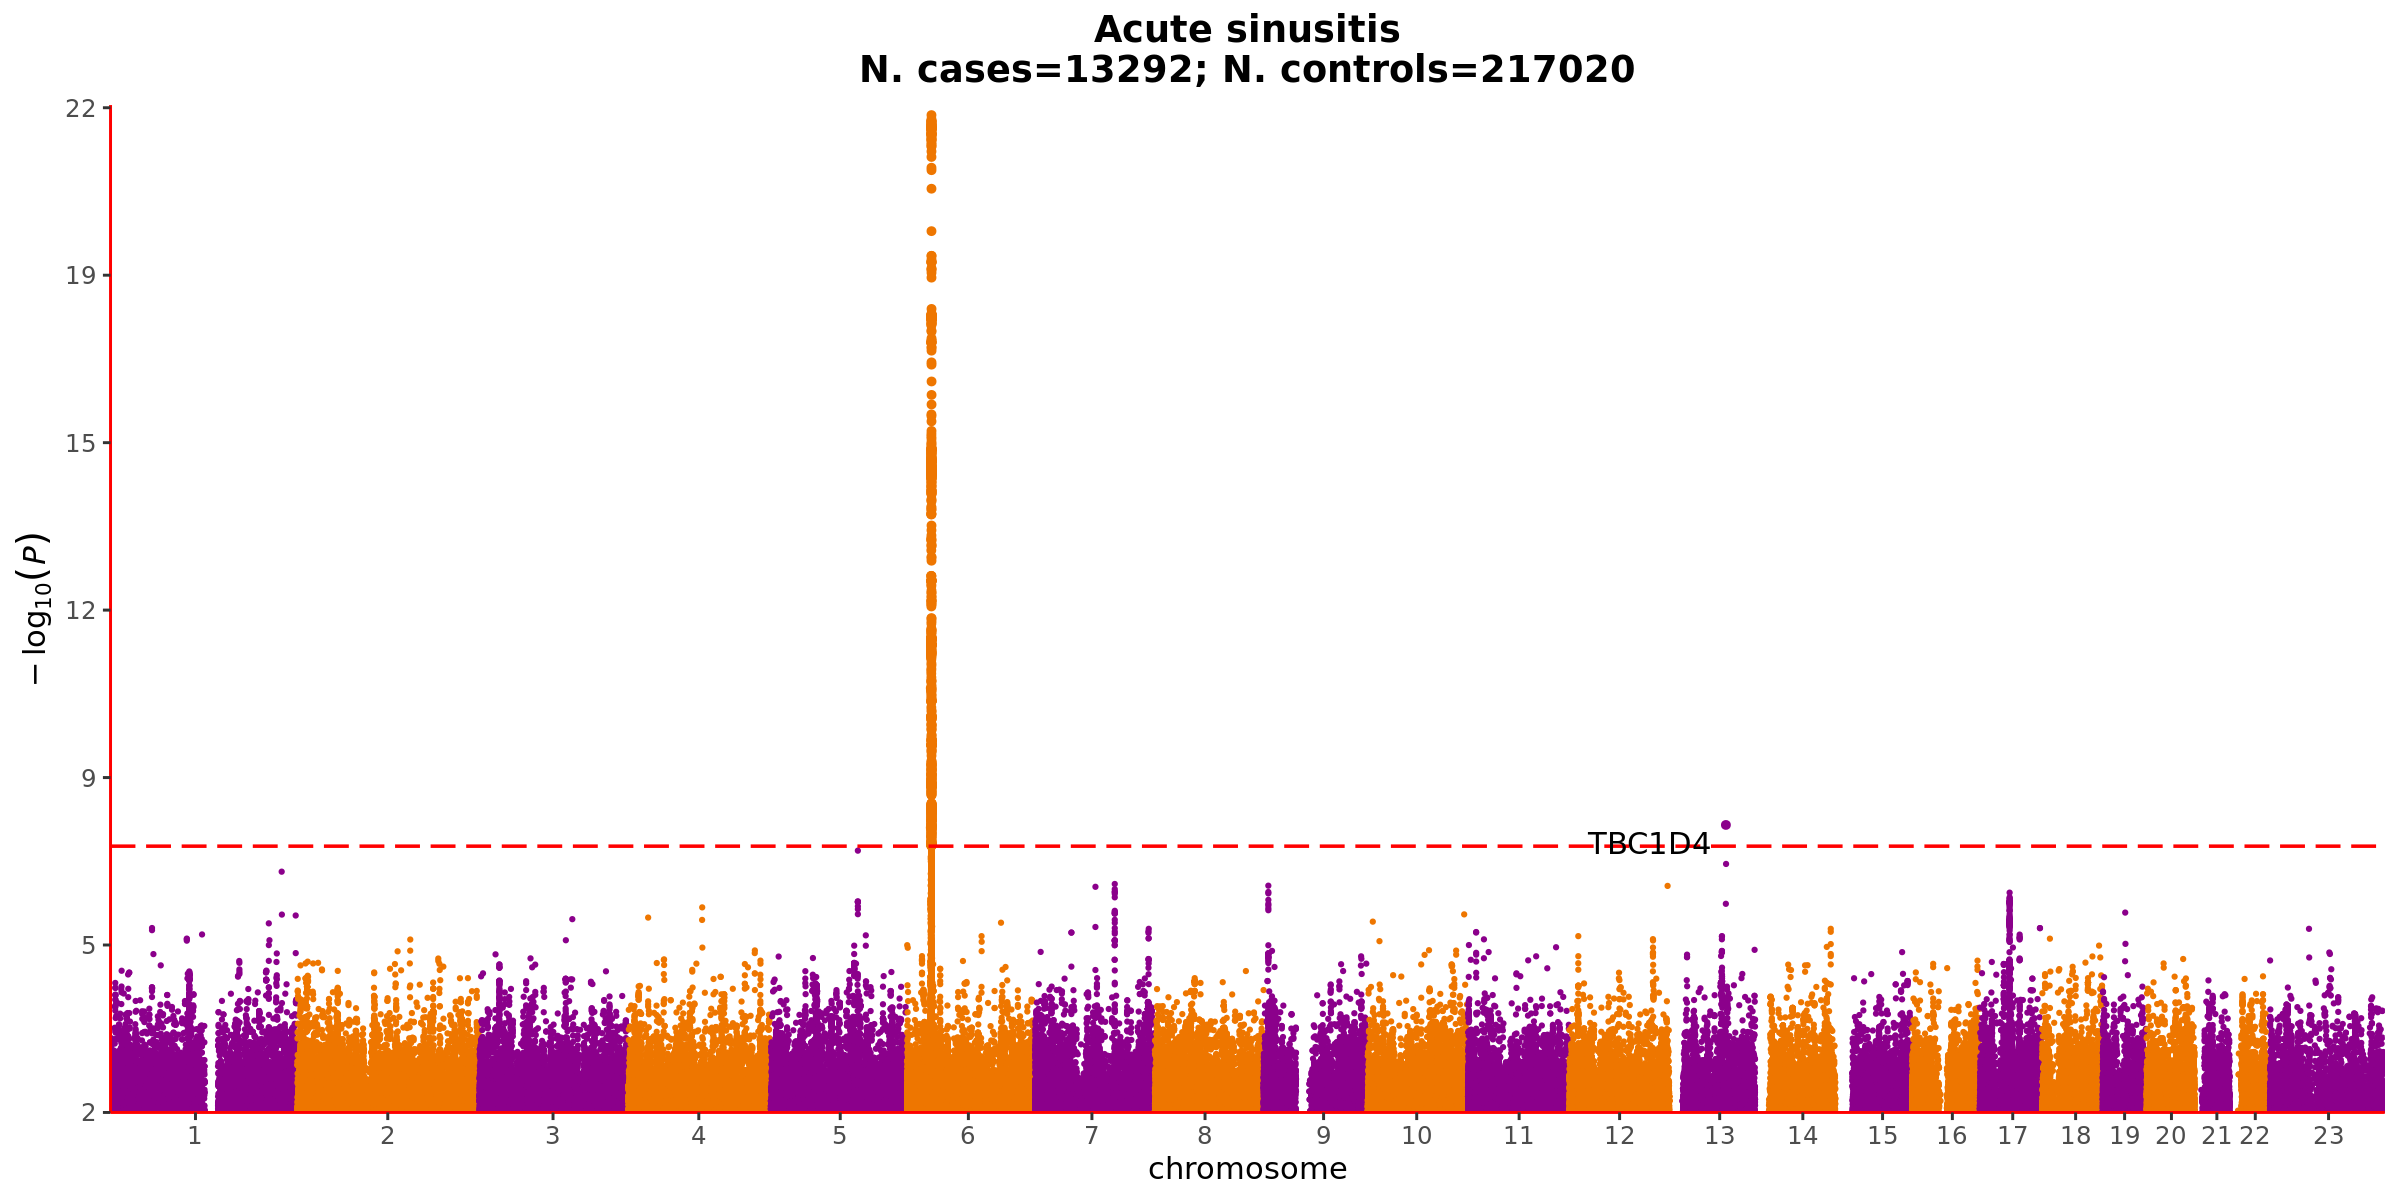 Acute sinusitis
N. cases=13292; N. controls=217020
22
19
15
12
9
5
2
−log10(P)
TBC1D4
1 2 3 4 5 6 7 8 9 10 11 12 13 14 15 16 17 18 19 20 21 22 23
chromosome